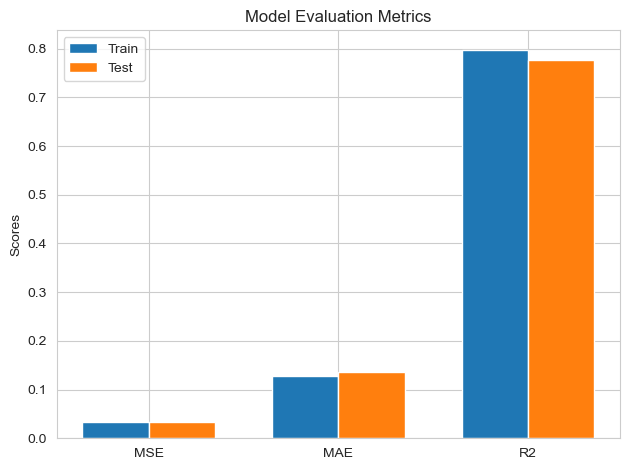 Model Evaluation Metrics
Train
Test
Scores
0.8
0.7
0.6
0.5
0.4
0.3
0.2
0.1
0.0
MSE
MAE
R2